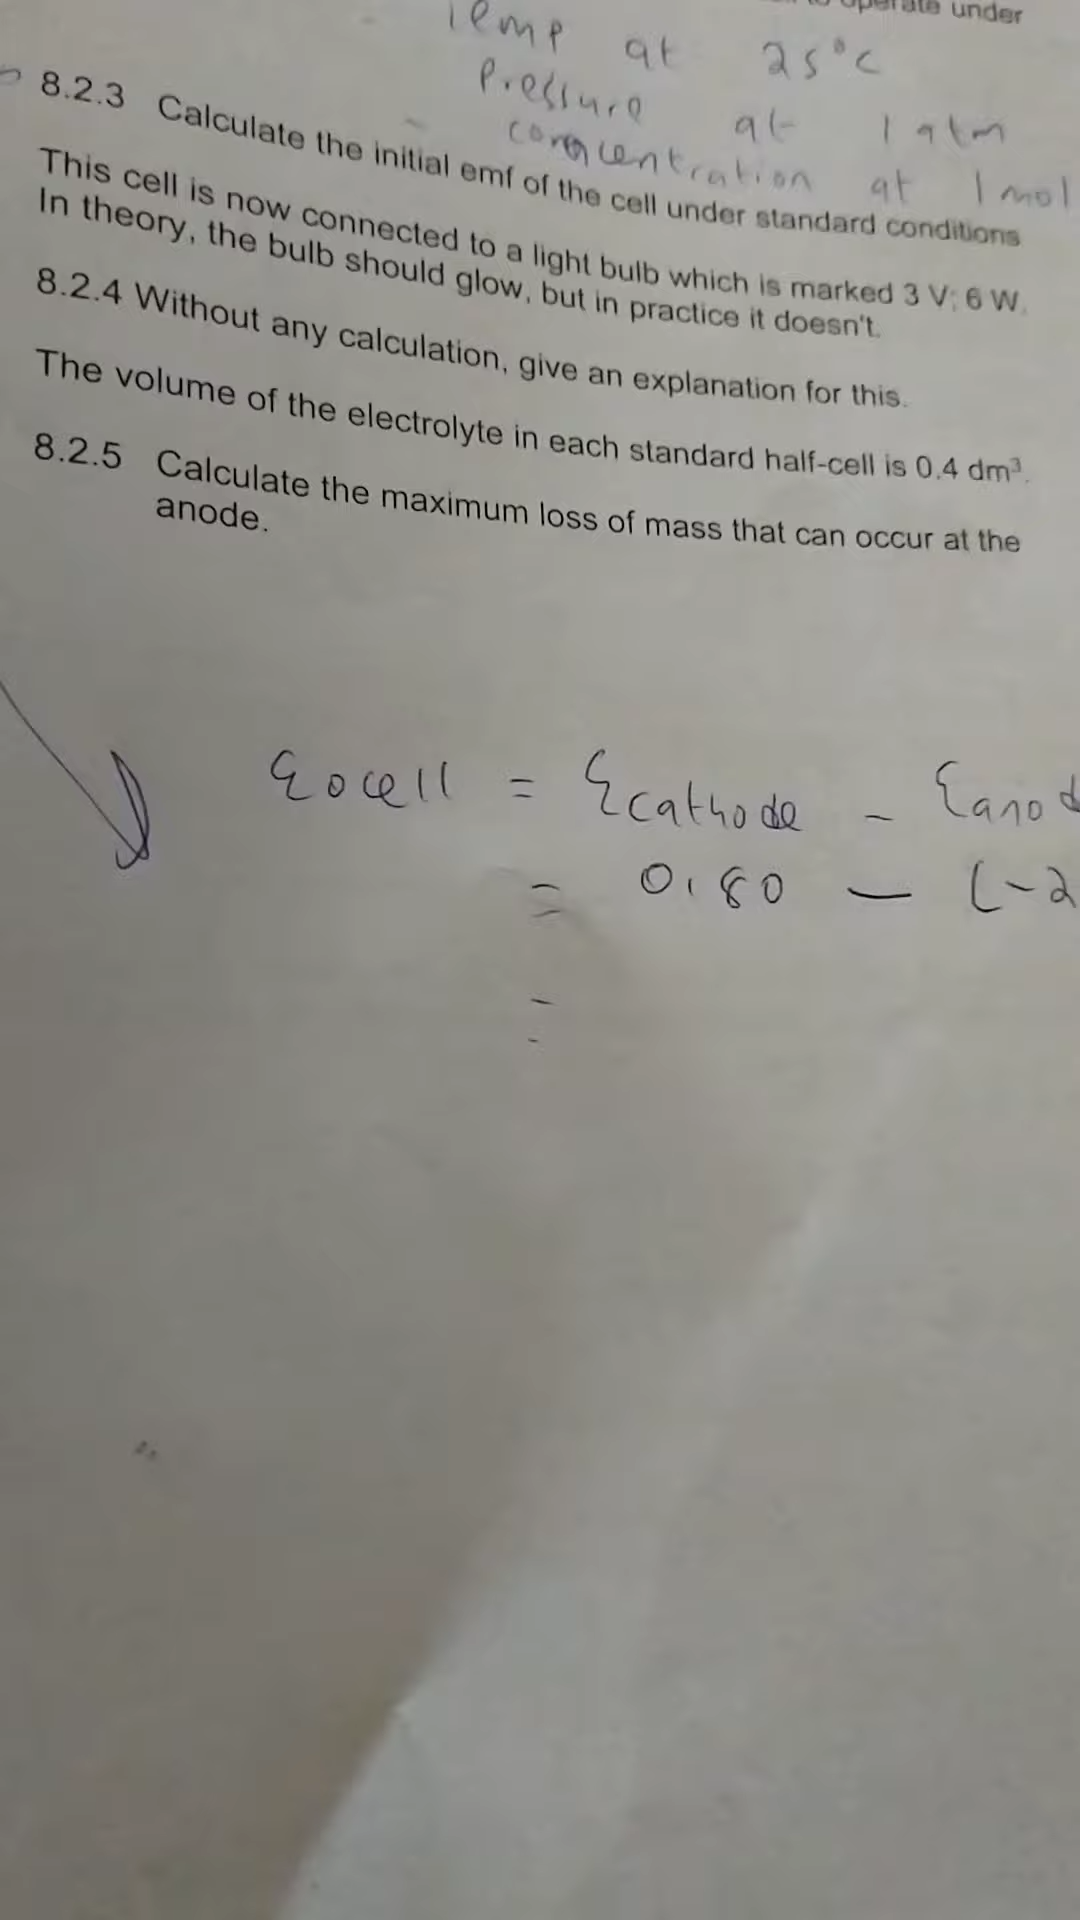 operate under
Temp at 25°C
Pressure at 1 atm
concentration at 1 mol
8.2.3 Calculate the initial emf of the cell under standard conditions
This cell is now connected to a light bulb which is marked 3 V; 6 W.
In theory, the bulb should glow, but in practice it doesn't.
8.2.4 Without any calculation, give an explanation for this.
The volume of the electrolyte in each standard half-cell is 0.4 dm³.
8.2.5 Calculate the maximum loss of mass that can occur at the
anode.
Eocell = Ecathode - Eanod
= 0,80 - (-2
=